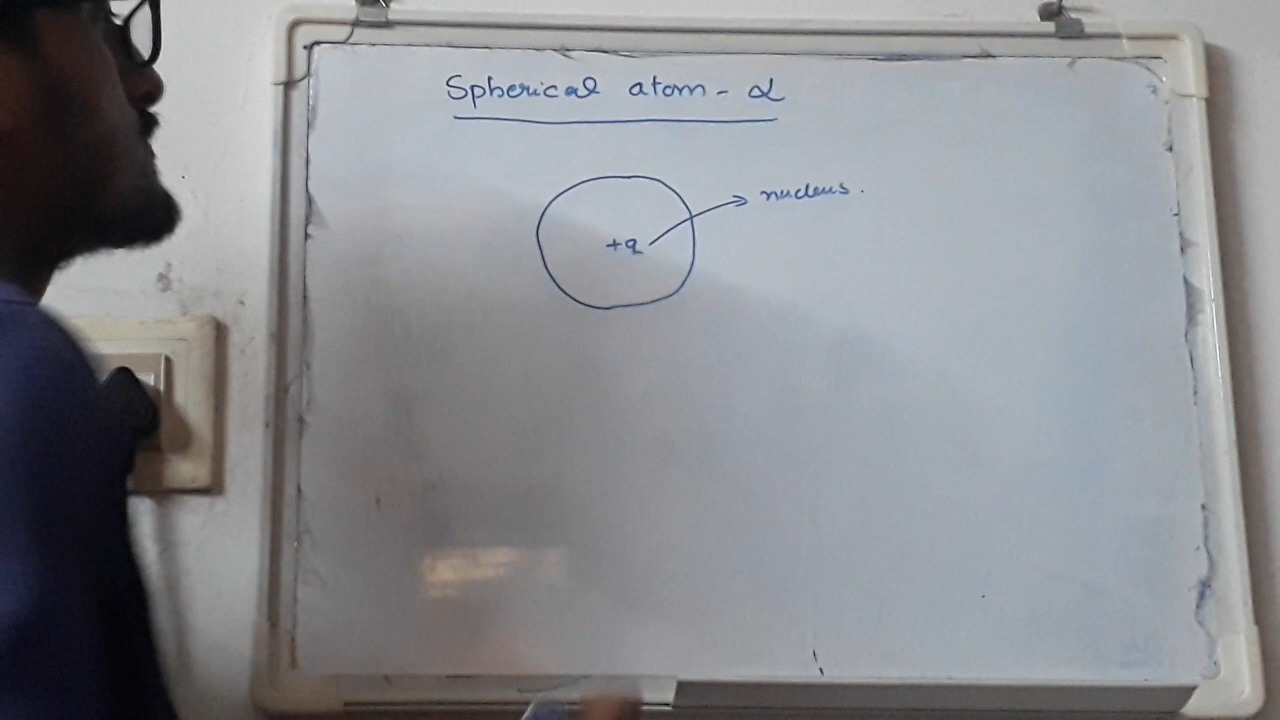 Spherical atom - α
nucleus.
+q